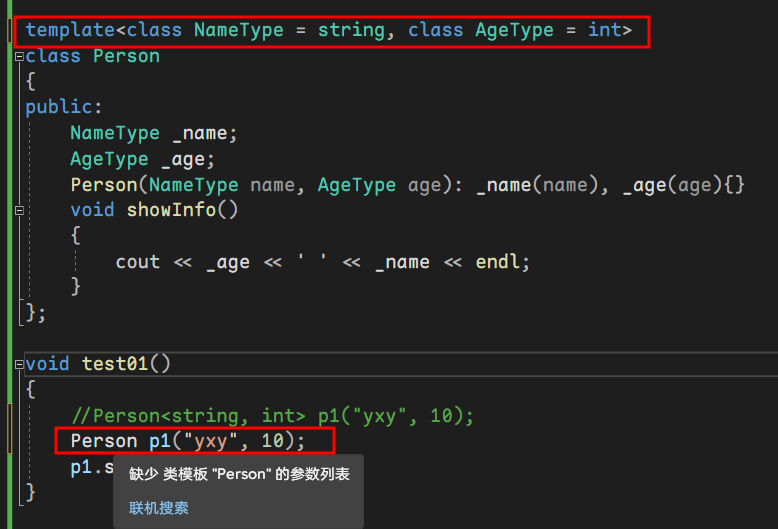 template<class NameType = string, class AgeType = int>
class Person
{
public:
    NameType _name;
    AgeType _age;
    Person(NameType name, AgeType age): _name(name), _age(age){}
    void showInfo()
    {
        cout << _age << ' ' << _name << endl;
    }
};
void test01()
{
    //Person<string, int> p1("yxy", 10);
    Person p1("yxy", 10);
    p1.s
缺少 类模板 "Person" 的参数列表
联机搜索
}